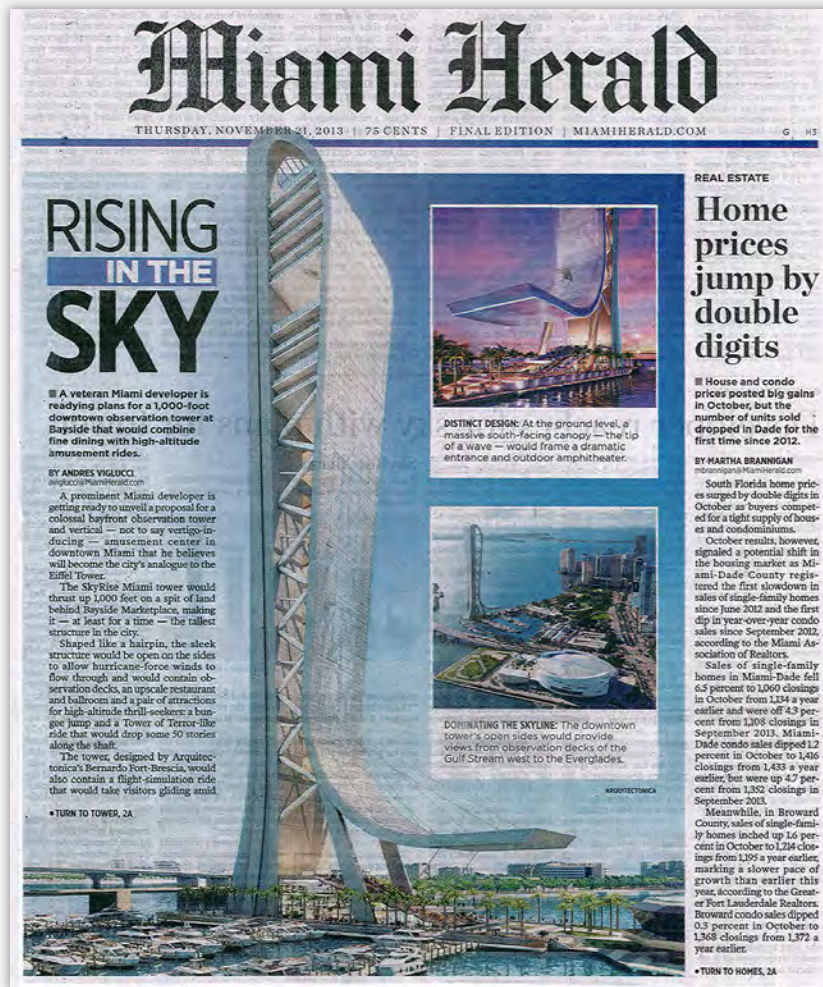 Miami Herald
THURSDAY, NOVEMBER 21, 2013 | 75 CENTS | FINAL EDITION | MIAMIHERALD.COM
G H3
RISING
IN THE
SKY
■ A veteran Miami developer is
readying plans for a 1,000-foot
downtown observation tower at
Bayside that would combine
fine dining with high-altitude
amusement rides.
BY ANDRES VIGLUCCI
aviglucci@MiamiHerald.com
A prominent Miami developer is
getting ready to unveil a proposal for a
colossal bayfront observation tower
and vertical — not to say vertigo-in-
ducing — amusement center in
downtown Miami that he believes
will become the city's analogue to the
Eiffel Tower.
The SkyRise Miami tower would
thrust up 1,000 feet on a spit of land
behind Bayside Marketplace, making
it — at least for a time — the tallest
structure in the city.
Shaped like a hairpin, the sleek
structure would be open on the sides
to allow hurricane-force winds to
flow through and would contain ob-
servation decks, an upscale restaurant
and ballroom and a pair of attractions
for high-altitude thrill-seekers: a bun-
gee jump and a Tower of Terror-like
ride that would drop some 50 stories
along the shaft.
The tower, designed by Arquitec-
tonica's Bernardo Fort-Brescia, would
also contain a flight-simulation ride
that would take visitors gliding amid
• TURN TO TOWER, 2A
DISTINCT DESIGN: At the ground level, a
massive south-facing canopy — the tip
of a wave — would frame a dramatic
entrance and outdoor amphitheater.
DOMINATING THE SKYLINE: The downtown
tower's open sides would provide
views from observation decks of the
Gulf Stream west to the Everglades.
ARQUITECTONICA
REAL ESTATE
Home
prices
jump by
double
digits
■ House and condo
prices posted big gains
in October, but the
number of units sold
dropped in Dade for the
first time since 2012.
BY MARTHA BRANNIGAN
mbrannigan@MiamiHerald.com
South Florida home pric-
es surged by double digits in
October as buyers compet-
ed for a tight supply of hous-
es and condominiums.
October results, however,
signaled a potential shift in
the housing market as Mi-
ami-Dade County regis-
tered the first slowdown in
sales of single-family homes
since June 2012 and the first
dip in year-over-year condo
sales since September 2012,
according to the Miami As-
sociation of Realtors.
Sales of single-family
homes in Miami-Dade fell
6.5 percent to 1,060 closings
in October from 1,134 a year
earlier and were off 4.3 per-
cent from 1,108 closings in
September 2013. Miami-
Dade condo sales dipped 1.2
percent in October to 1,416
closings from 1,433 a year
earlier, but were up 4.7 per-
cent from 1,352 closings in
September 2013.
Meanwhile, in Broward
County, sales of single-fami-
ly homes inched up 1.6 per-
cent in October to 1,214 clos-
ings from 1,195 a year earlier,
marking a slower pace of
growth than earlier this
year, according to the Great-
er Fort Lauderdale Realtors.
Broward condo sales dipped
0.3 percent in October to
1,368 closings from 1,372 a
year earlier.
• TURN TO HOMES, 2A